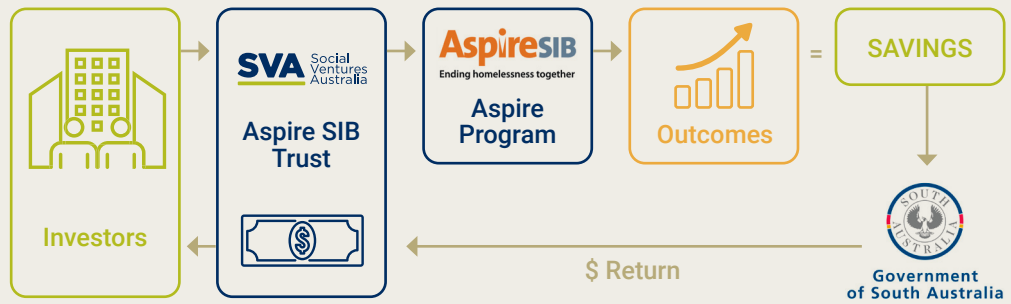 Investors
SVA Social
Ventures
Australia
Aspire SIB
Trust
$
AspireSIB
Ending homelessness together
Aspire
Program
Outcomes
=
SAVINGS
SOUTH
AUSTRALIA
Government
of South Australia
$ Return